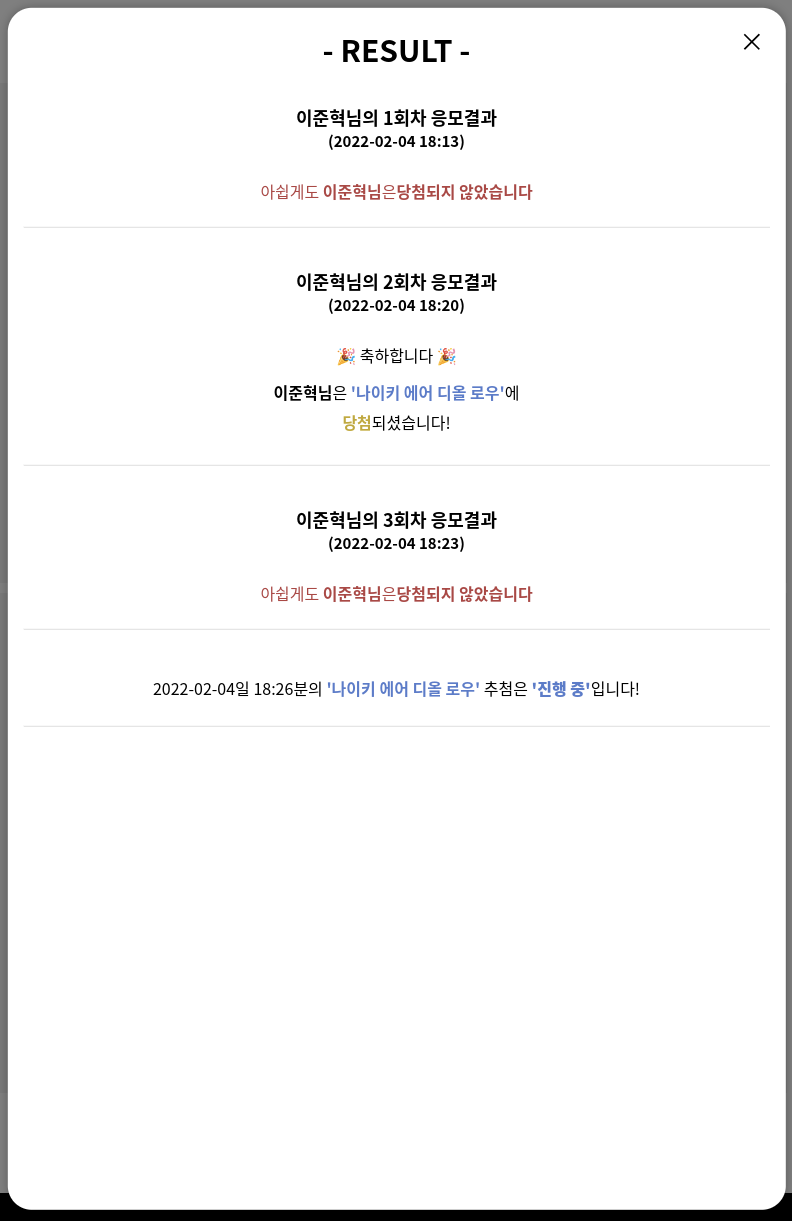 - RESULT -
이준혁님의 1회차 응모결과
(2022-02-04 18:13)
아쉽게도 이준혁님은당첨되지 않았습니다
이준혁님의 2회차 응모결과
(2022-02-04 18:20)
🎉 축하합니다 🎉
이준혁님은 '나이키 에어 디올 로우'에
당첨되셨습니다!
이준혁님의 3회차 응모결과
(2022-02-04 18:23)
아쉽게도 이준혁님은당첨되지 않았습니다
2022-02-04일 18:26분의 '나이키 에어 디올 로우' 추첨은 '진행 중'입니다!